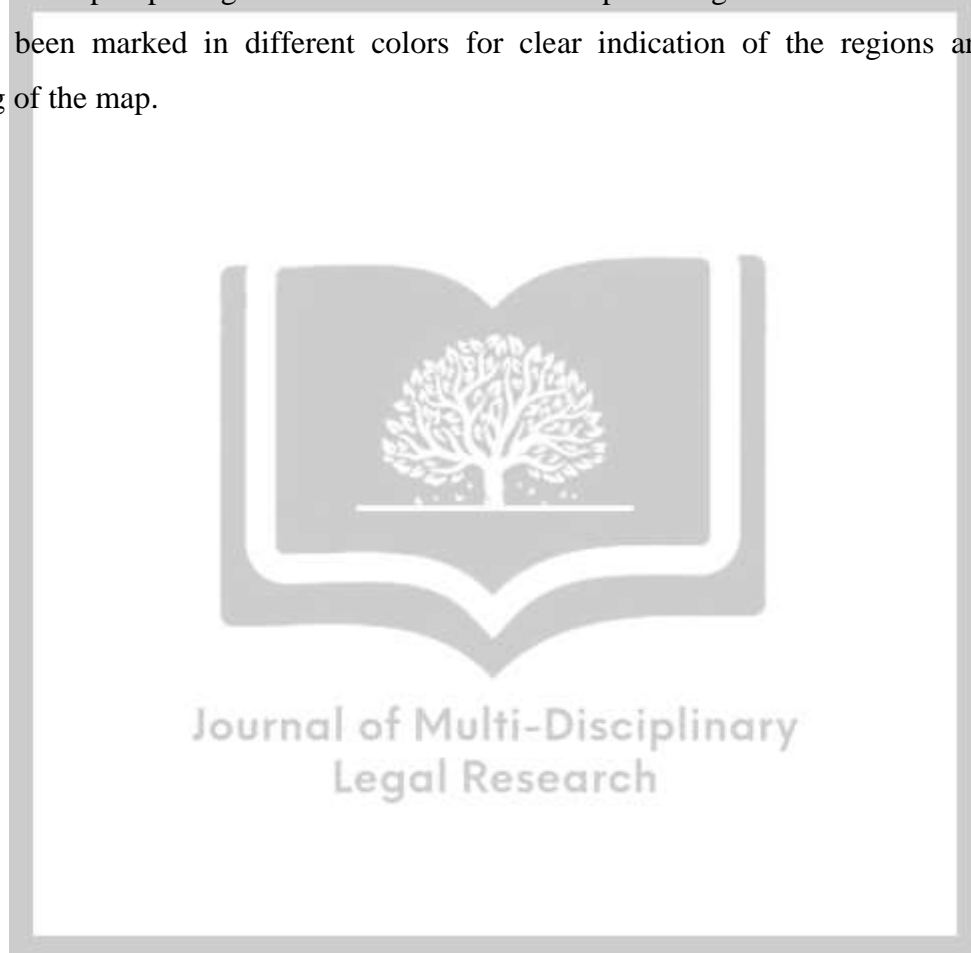 been marked in different colors for clear indication of the regions
of the map.
Journal of Multi-Disciplinary
Legal Research